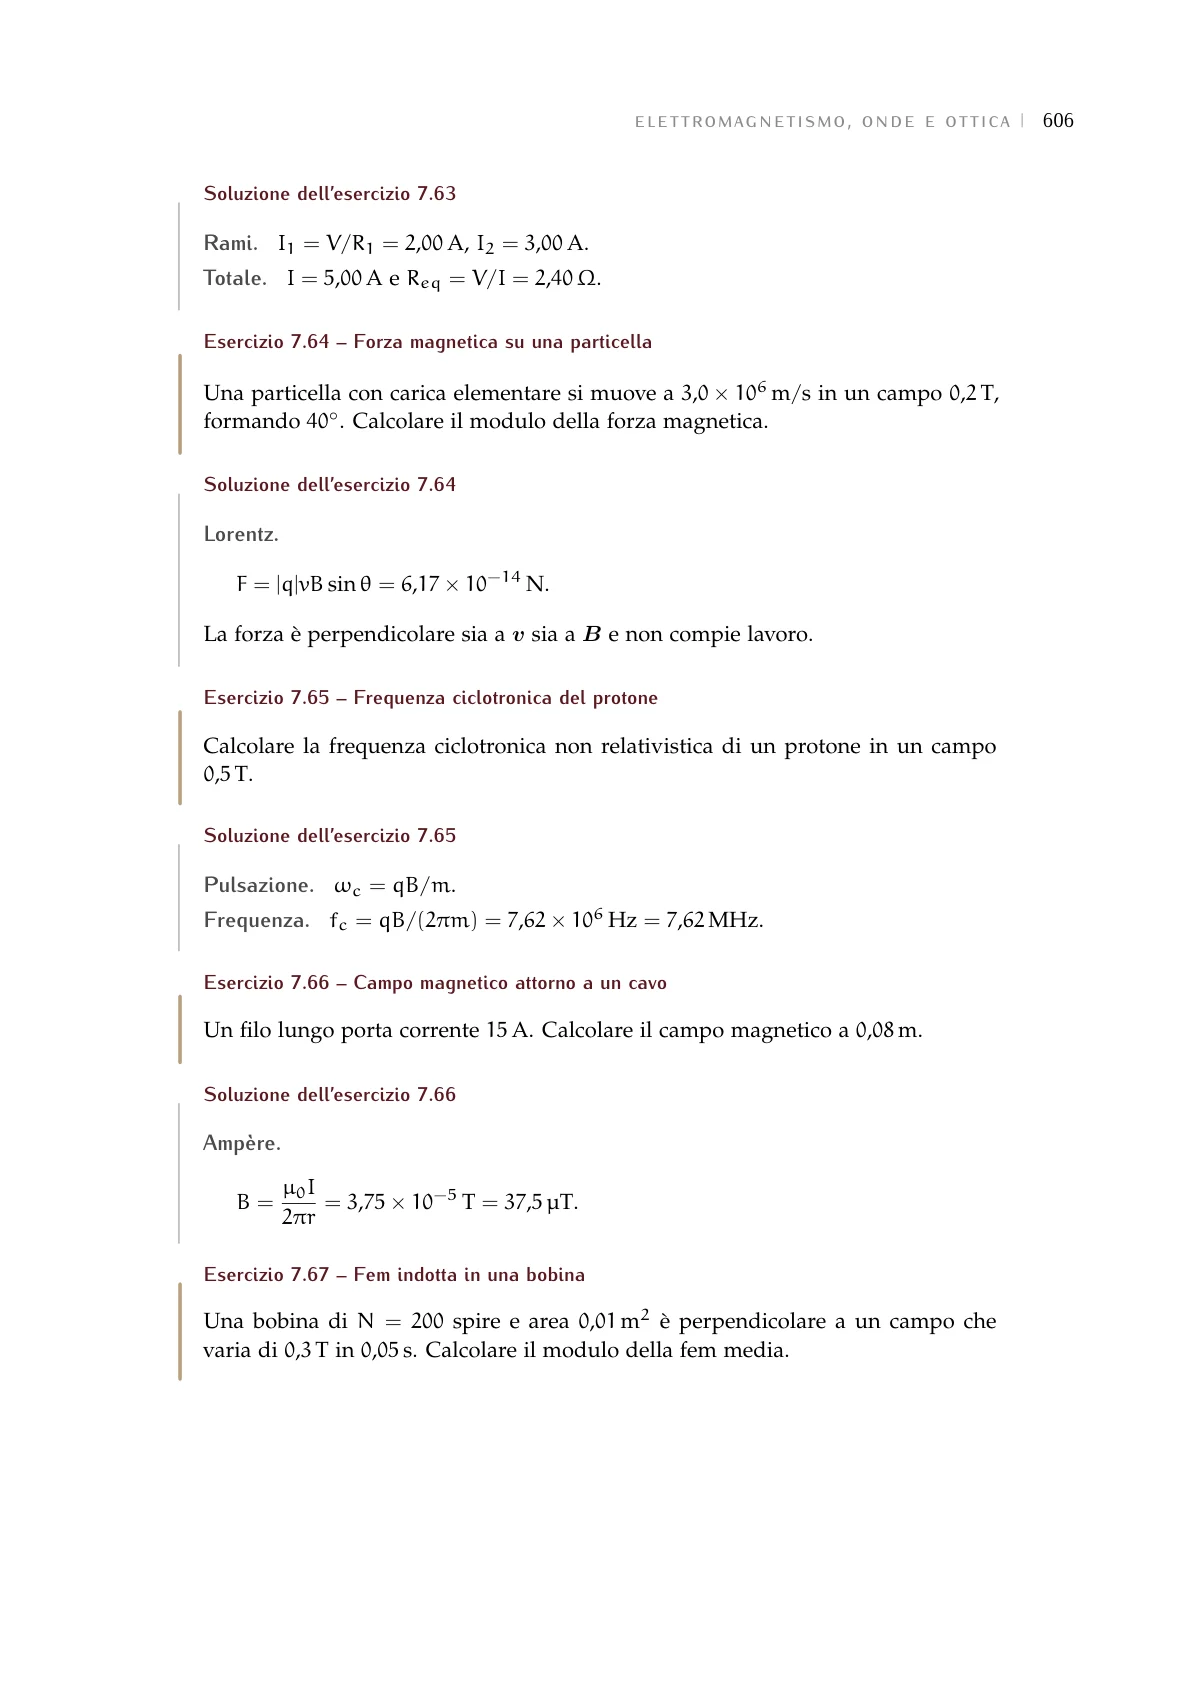 ELETTROMAGNETISMO, ONDE E OTTICA | 606
Soluzione dell'esercizio 7.63
Rami. I₁ = V/R₁ = 2,00 A, I₂ = 3,00 A.
Totale. I = 5,00 A e R_eq = V/I = 2,40 Ω.
Esercizio 7.64 – Forza magnetica su una particella
Una particella con carica elementare si muove a 3,0 × 10⁶ m/s in un campo 0,2 T,
formando 40°. Calcolare il modulo della forza magnetica.
Soluzione dell'esercizio 7.64
Lorentz.
F = |q|vB sin θ = 6,17 × 10⁻¹⁴ N.
La forza è perpendicolare sia a v sia a B e non compie lavoro.
Esercizio 7.65 – Frequenza ciclotronica del protone
Calcolare la frequenza ciclotronica non relativistica di un protone in un campo
0,5 T.
Soluzione dell'esercizio 7.65
Pulsazione. ω_c = qB/m.
Frequenza. f_c = qB/(2πm) = 7,62 × 10⁶ Hz = 7,62 MHz.
Esercizio 7.66 – Campo magnetico attorno a un cavo
Un filo lungo porta corrente 15 A. Calcolare il campo magnetico a 0,08 m.
Soluzione dell'esercizio 7.66
Ampère.
B = μ₀I / 2πr = 3,75 × 10⁻⁵ T = 37,5 μT.
Esercizio 7.67 – Fem indotta in una bobina
Una bobina di N = 200 spire e area 0,01 m² è perpendicolare a un campo che
varia di 0,3 T in 0,05 s. Calcolare il modulo della fem media.